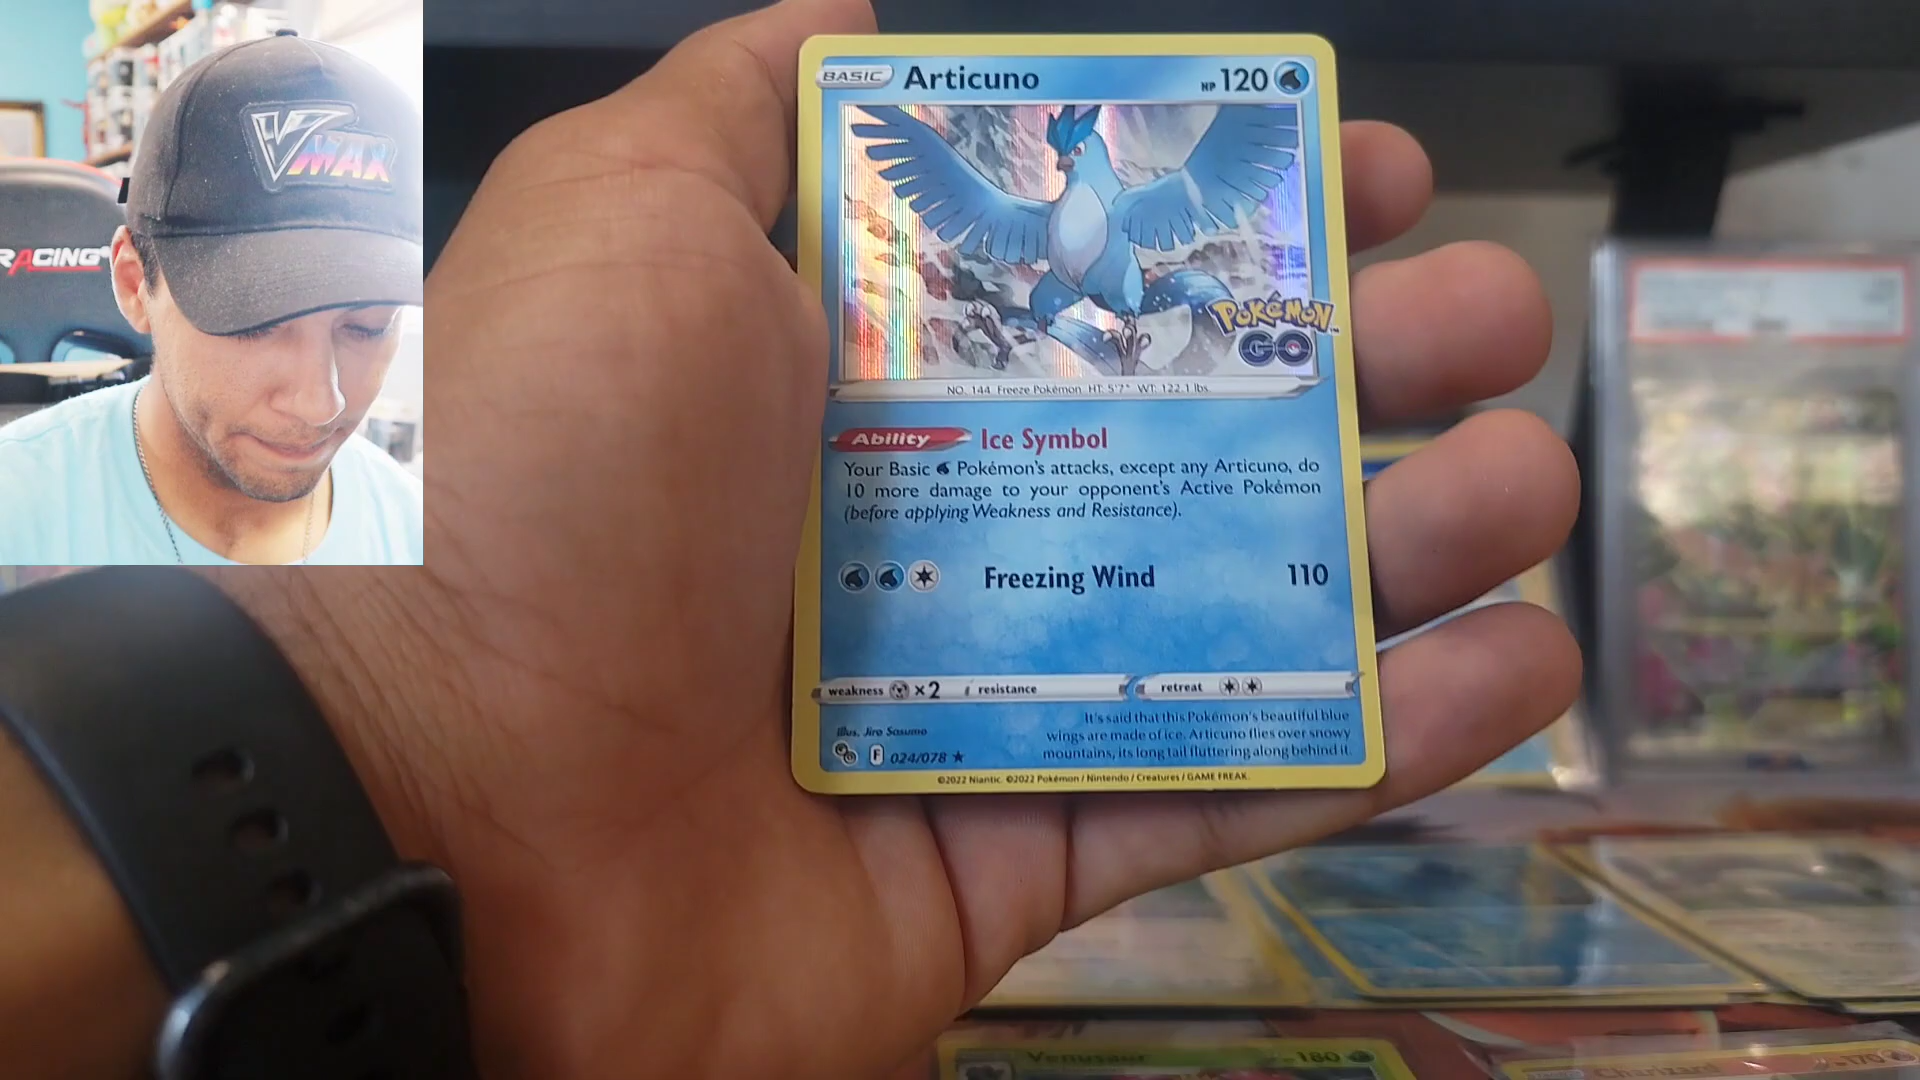 VMAX
RACING
BASIC Articuno HP 120
POKÉMON
GO
NO. 144 Freeze Pokémon HT: 5'7" WT: 122.1 lbs.
Ability Ice Symbol
Your Basic Pokémon's attacks, except any Articuno, do
10 more damage to your opponent's Active Pokémon
(before applying Weakness and Resistance).
Freezing Wind 110
weakness ×2 resistance retreat
It's said that this Pokémon's beautiful blue
wings are made of ice. Articuno flies over snowy
mountains, its long tail fluttering along behind it.
Illus. Jiro Sasumo
F 024/078 ★
©2022 Niantic. ©2022 Pokémon / Nintendo / Creatures / GAME FREAK.
Venusaur 180
Charizard 170